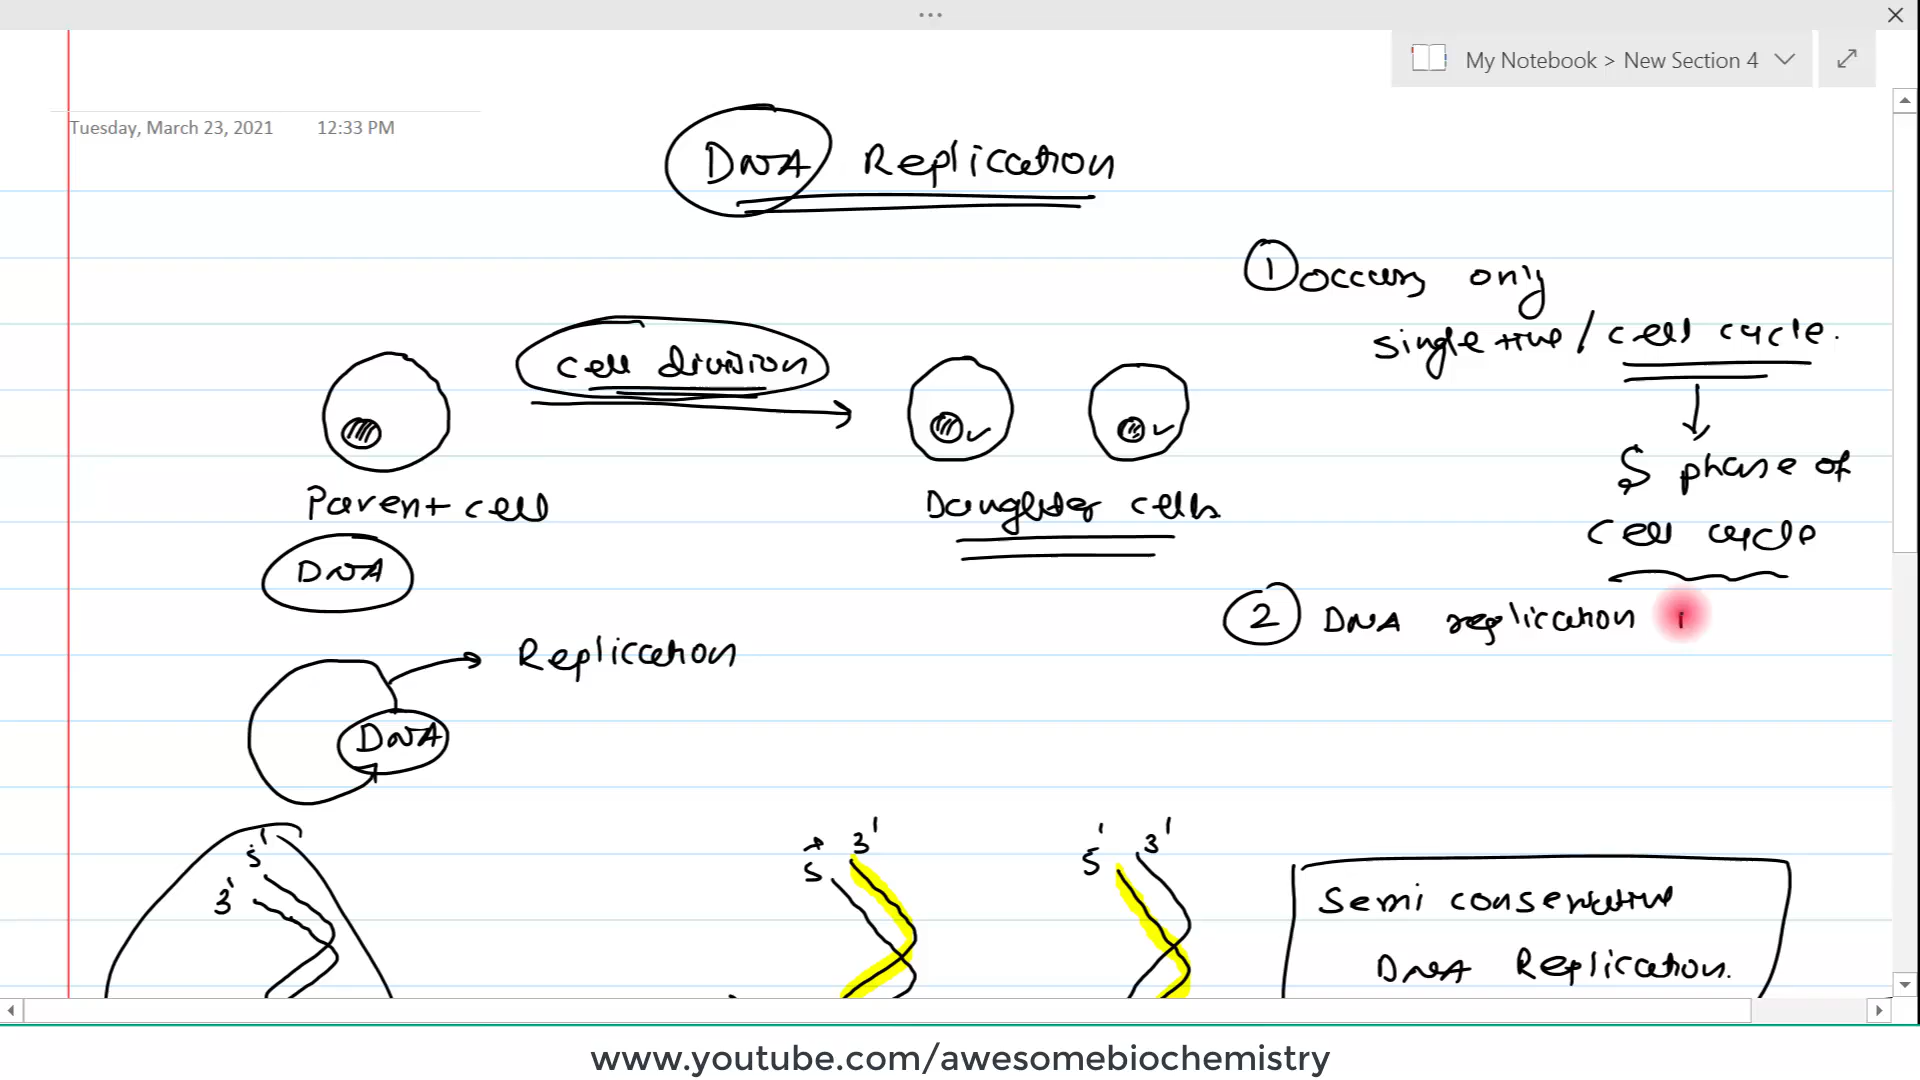 My Notebook > New Section 4
Tuesday, March 23, 2021 12:33 PM
DNA Replication
① occurs only
single time / cell cycle.
cell division
S phase of
cell cycle
Parent cell
Daughter cells
DNA
② DNA replication i
Replication
DNA
5'
3'
5 3'
5' 3'
Semi conservative
DNA Replication.
www.youtube.com/awesomebiochemistry